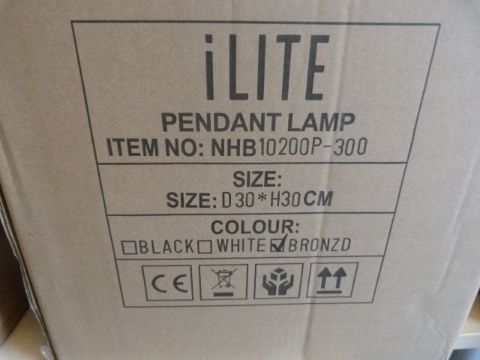 iLITE
PENDANT LAMP
ITEM NO: NHB10200P-300
SIZE:
SIZE: D30*H30CM
COLOUR:
☐BLACK☐WHITE☑BRONZD
CE